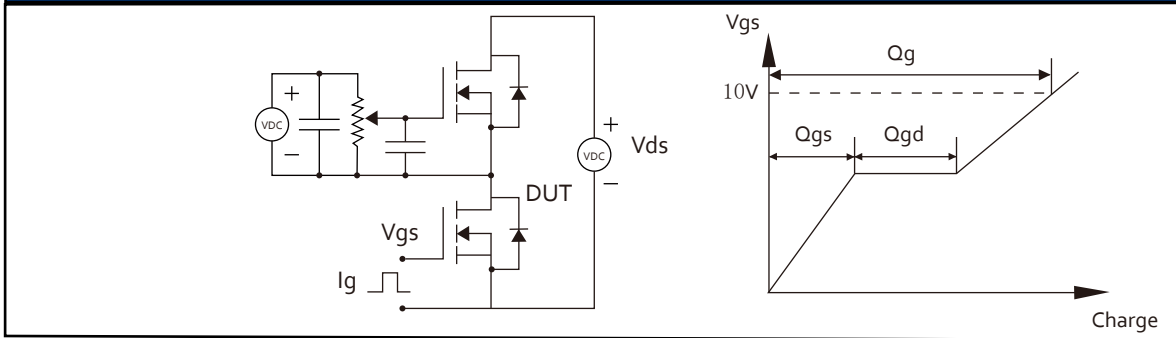 VDC
+
−
Vgs
Ig
DUT
VDC
+
−
Vds
Vgs
Qg
10V
Qgs
Qgd
Charge